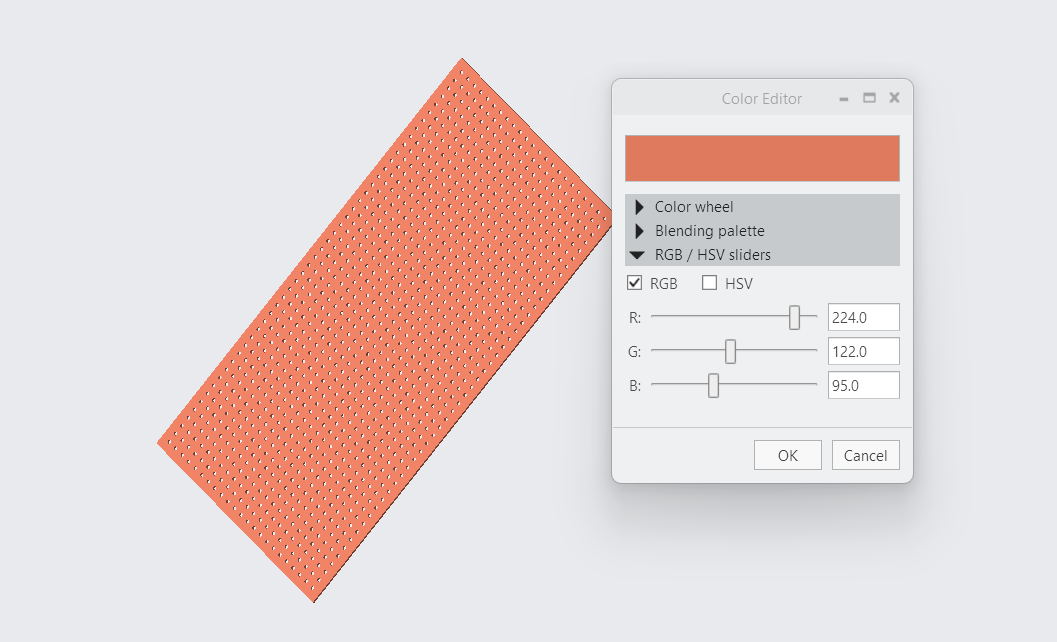 Color Editor
Color wheel
Blending palette
RGB / HSV sliders
RGB HSV
R: 224.0
G: 122.0
B: 95.0
OK Cancel